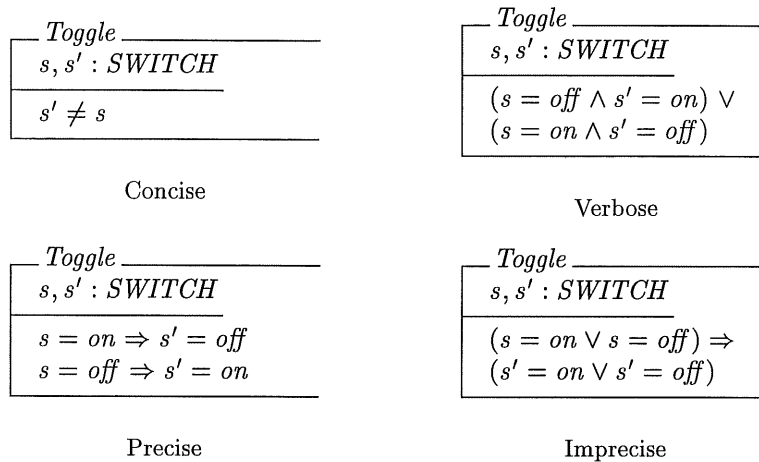 Toggle
s, s′ : SWITCH
s′ ≠ s
Concise
Toggle
s, s′ : SWITCH
(s = off ∧ s′ = on) ∨
(s = on ∧ s′ = off)
Verbose
Toggle
s, s′ : SWITCH
s = on ⇒ s′ = off
s = off ⇒ s′ = on
Precise
Toggle
s, s′ : SWITCH
(s = on ∨ s = off) ⇒
(s′ = on ∨ s′ = off)
Imprecise